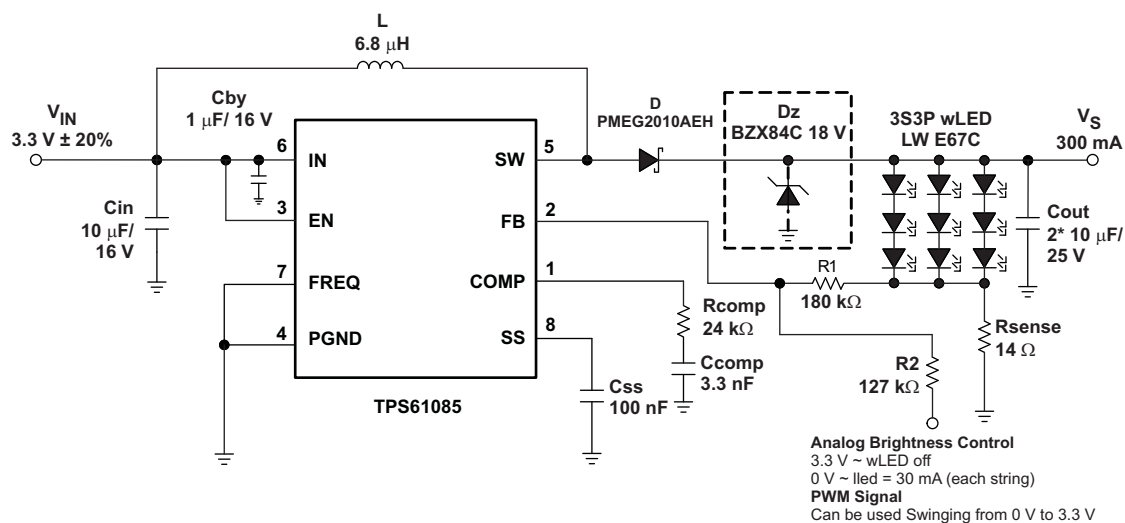 L
6.8 μH
VIN
3.3 V ± 20%
Cby
1 μF/ 16 V
D
PMEG2010AEH
Dz
BZX84C 18 V
3S3P wLED
LW E67C
VS
300 mA
6
IN
SW
5
Cin
10 μF/
16 V
3
EN
FB
2
Cout
2* 10 μF/
25 V
7
FREQ
COMP
1
R1
180 kΩ
Rcomp
24 kΩ
4
PGND
SS
8
Rsense
14 Ω
Ccomp
3.3 nF
R2
127 kΩ
TPS61085
Css
100 nF
Analog Brightness Control
3.3 V ~ wLED off
0 V ~ Iled = 30 mA (each string)
PWM Signal
Can be used Swinging from 0 V to 3.3 V